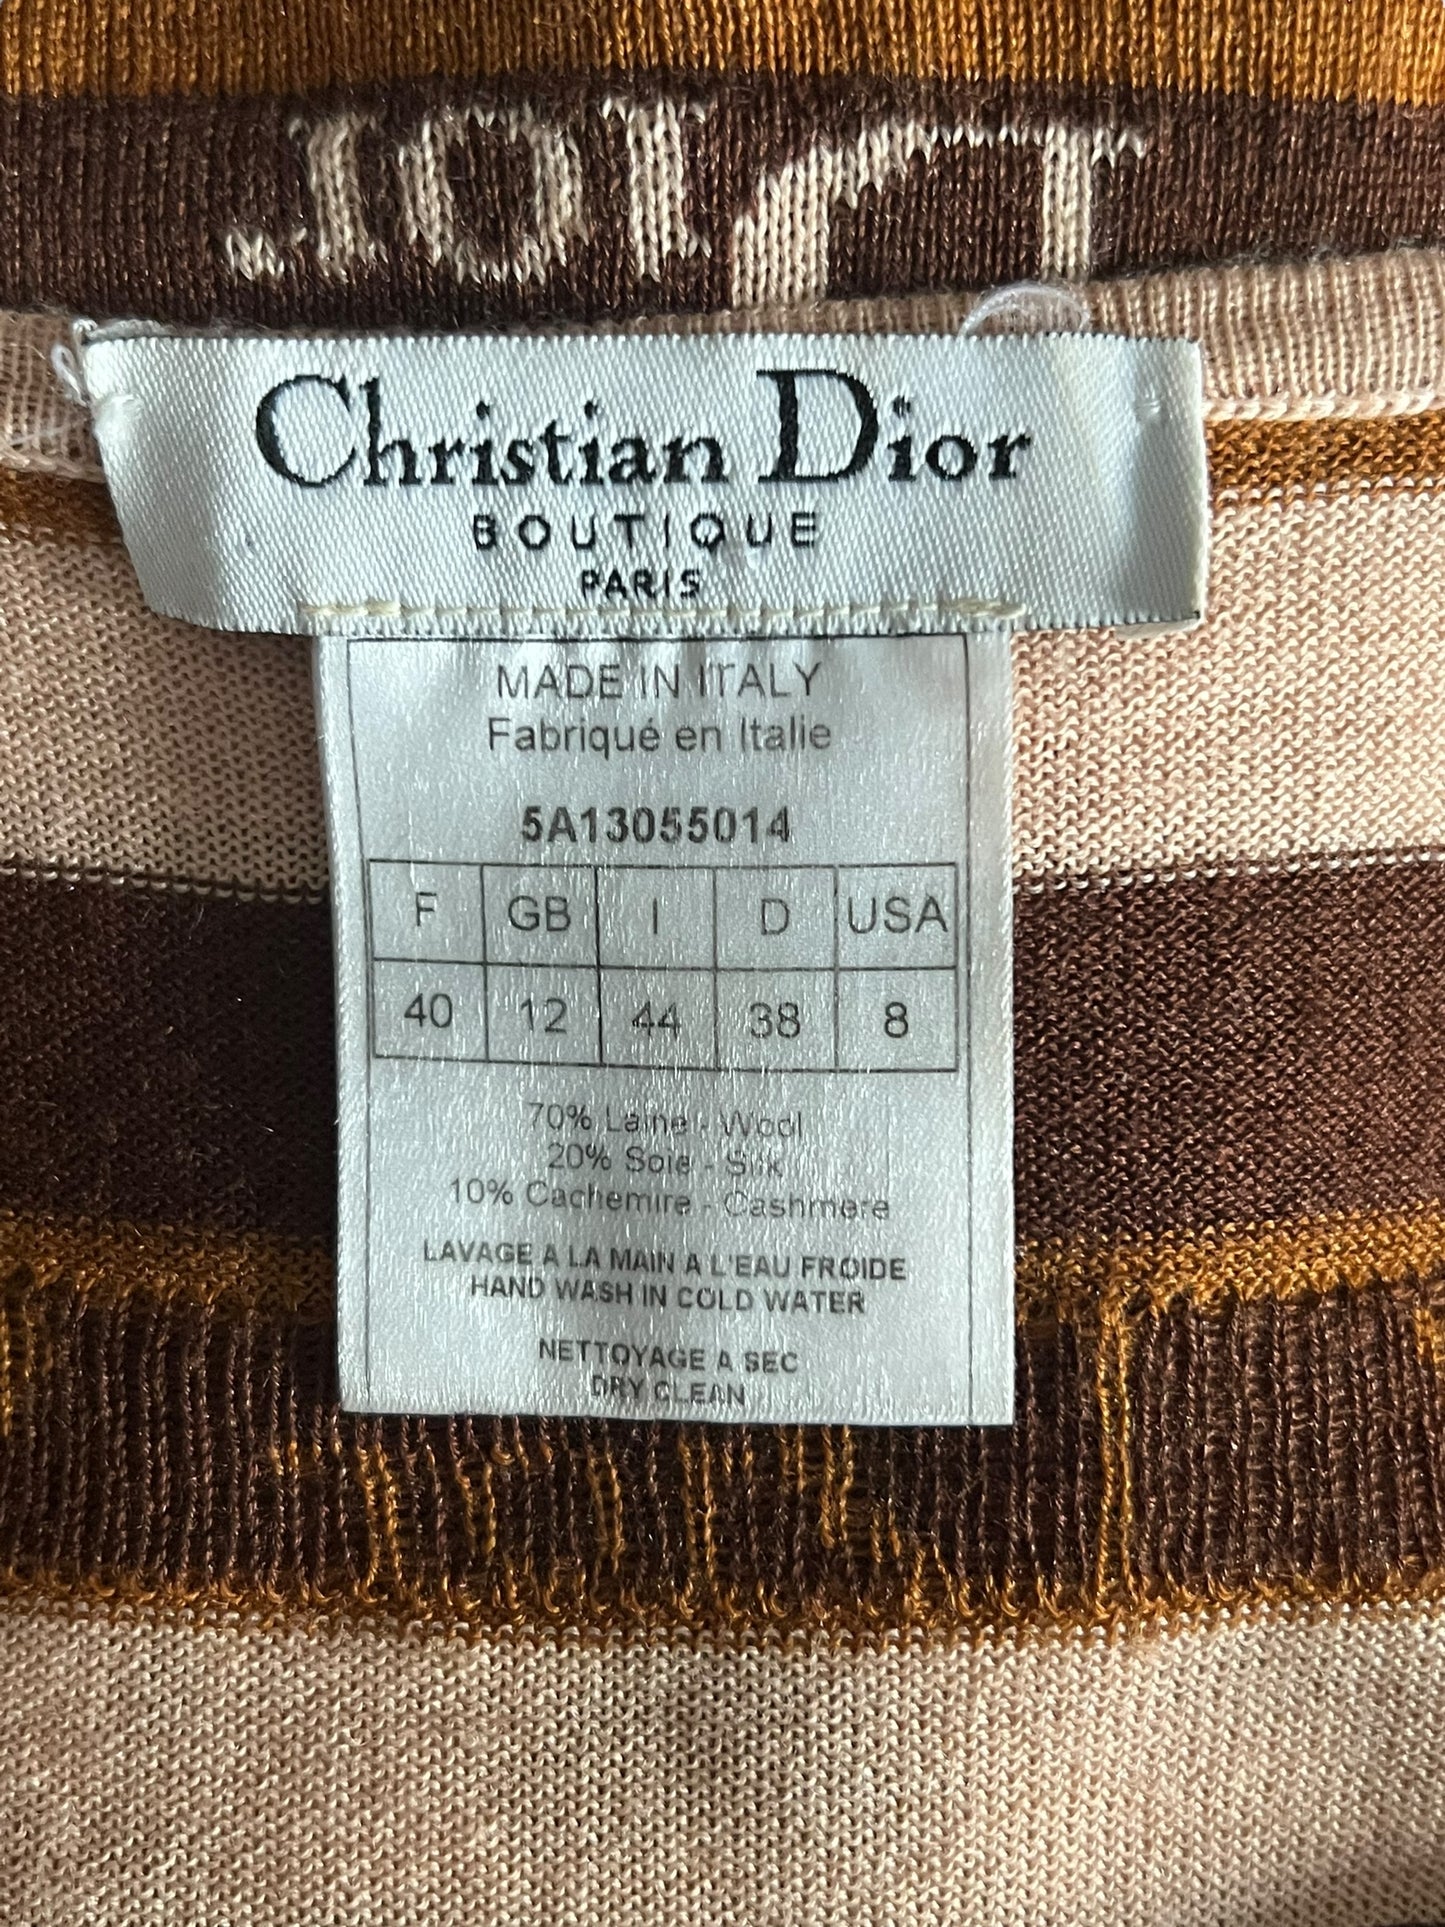 Dior
Christian Dior
BOUTIQUE
PARIS
MADE IN ITALY
Fabriqué en Italie
5A13055014
F GB I D USA
40 12 44 38 8
70% Laine - Wool
20% Soie - Silk
10% Cachemire - Cashmere
LAVAGE A LA MAIN A L'EAU FROIDE
HAND WASH IN COLD WATER
NETTOYAGE A SEC
DRY CLEAN